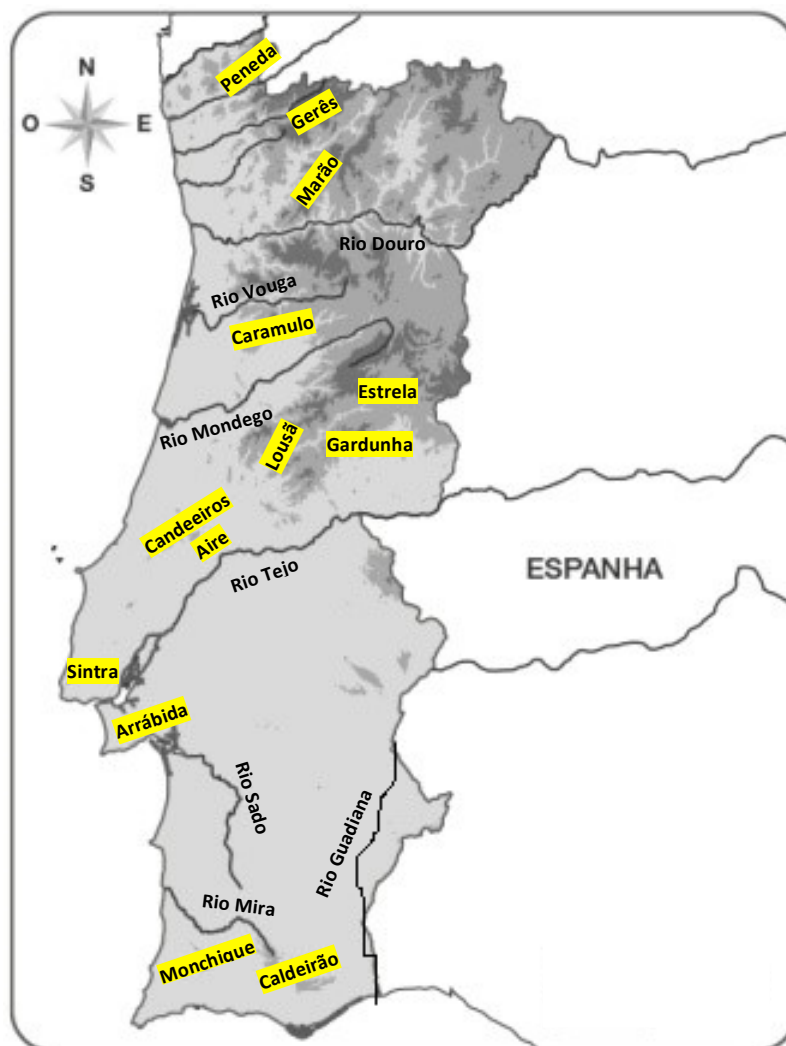 Peneda
N
O
E
S
Gerês
Marão
Rio Douro
Rio Vouga
Caramulo
Estrela
Rio Mondego
Lousã
Gardunha
Candeeiros
Aire
Rio Tejo
ESPANHA
Sintra
Arrábida
Rio Sado
Rio Guadiana
Rio Mira
Monchique
Caldeirão